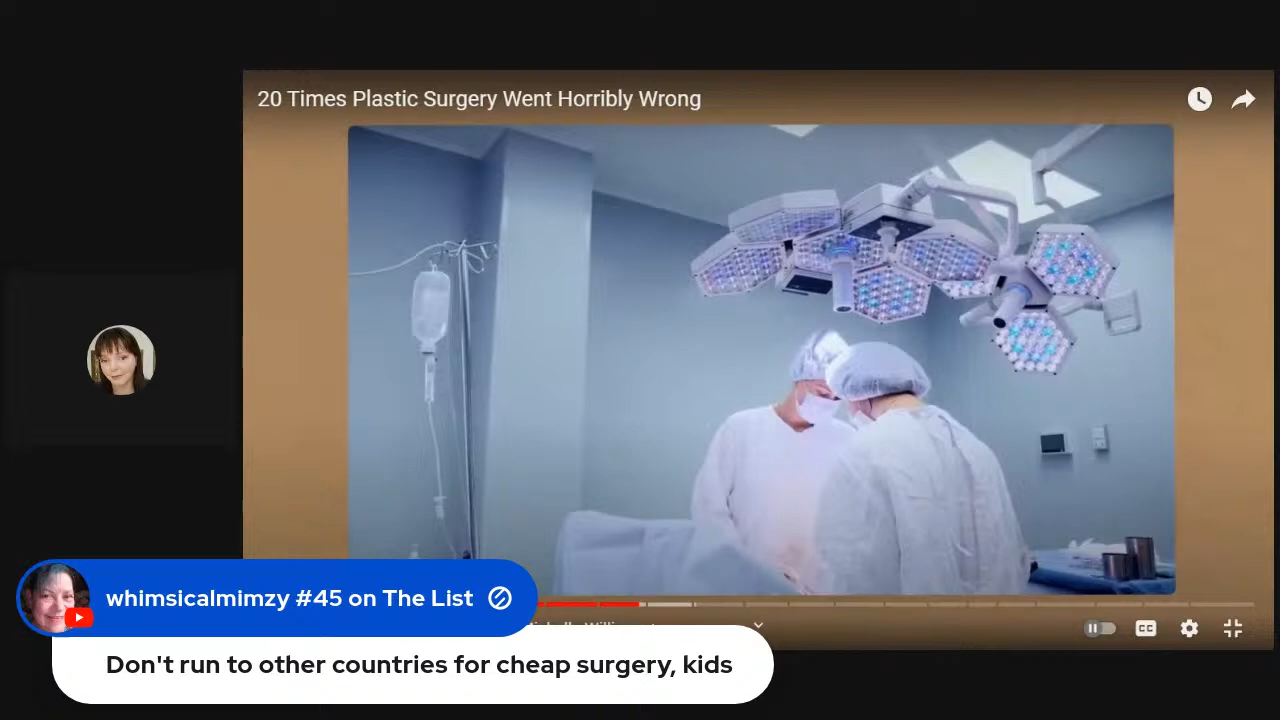 20 Times Plastic Surgery Went Horribly Wrong
CC
whimsicalmimzy #45 on The List
Don't run to other countries for cheap surgery, kids